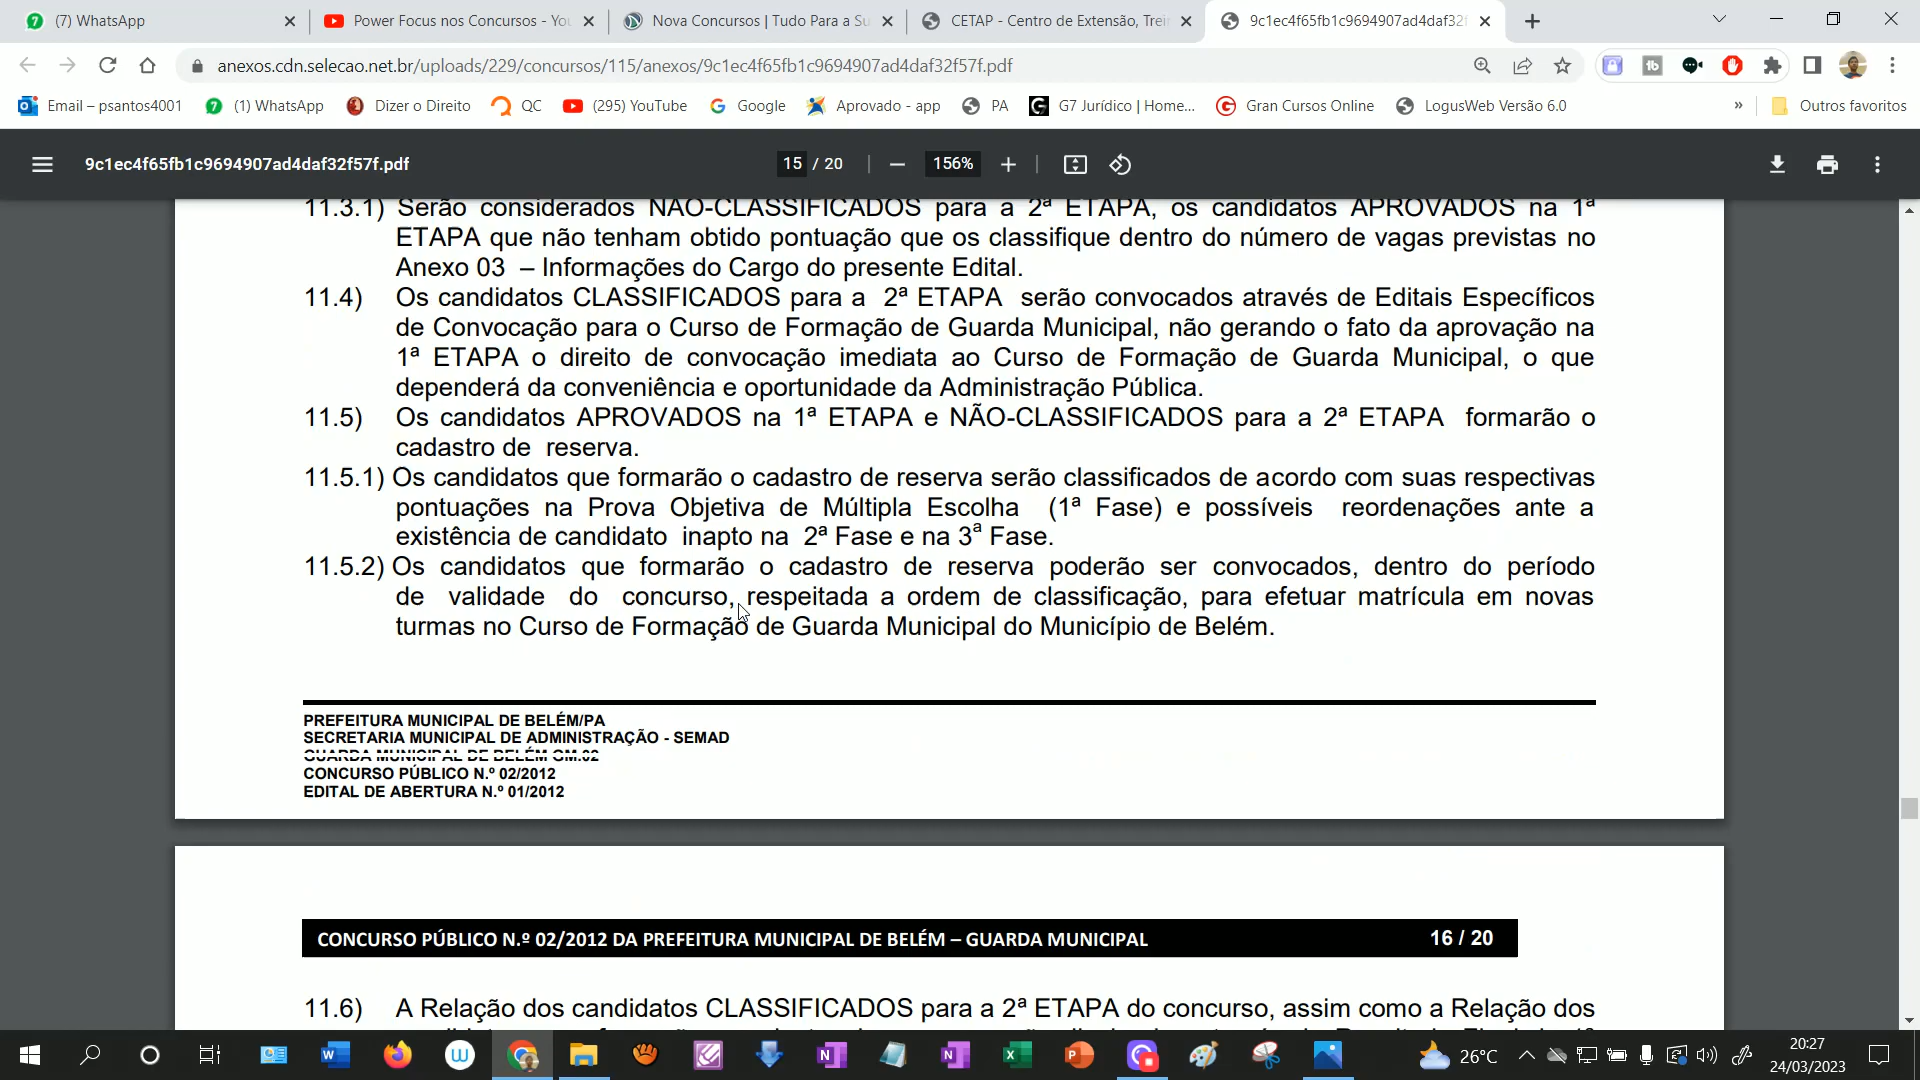 (7) WhatsApp
Power Focus nos Concursos - You
Nova Concursos | Tudo Para a Su
CETAP - Centro de Extensão, Trei
9c1ec4f65fb1c9694907ad4daf32f
anexos.cdn.selecao.net.br/uploads/229/concursos/115/anexos/9c1ec4f65fb1c9694907ad4daf32f57f.pdf
Email – psantos4001
(1) WhatsApp
Dizer o Direito
QC
(295) YouTube
Google
Aprovado - app
PA
G7 Jurídico | Home...
Gran Cursos Online
LogusWeb Versão 6.0
»
Outros favoritos
9c1ec4f65fb1c9694907ad4daf32f57f.pdf
15 / 20
156%
11.3.1) Serão considerados NÃO-CLASSIFICADOS para a 2ª ETAPA, os candidatos APROVADOS na 1ª
ETAPA que não tenham obtido pontuação que os classifique dentro do número de vagas previstas no
Anexo 03 – Informações do Cargo do presente Edital.
11.4) Os candidatos CLASSIFICADOS para a 2ª ETAPA serão convocados através de Editais Específicos
de Convocação para o Curso de Formação de Guarda Municipal, não gerando o fato da aprovação na
1ª ETAPA o direito de convocação imediata ao Curso de Formação de Guarda Municipal, o que
dependerá da conveniência e oportunidade da Administração Pública.
11.5) Os candidatos APROVADOS na 1ª ETAPA e NÃO-CLASSIFICADOS para a 2ª ETAPA formarão o
cadastro de reserva.
11.5.1) Os candidatos que formarão o cadastro de reserva serão classificados de acordo com suas respectivas
pontuações na Prova Objetiva de Múltipla Escolha (1ª Fase) e possíveis reordenações ante a
existência de candidato inapto na 2ª Fase e na 3ª Fase.
11.5.2) Os candidatos que formarão o cadastro de reserva poderão ser convocados, dentro do período
de validade do concurso, respeitada a ordem de classificação, para efetuar matrícula em novas
turmas no Curso de Formação de Guarda Municipal do Município de Belém.
PREFEITURA MUNICIPAL DE BELÉM/PA
SECRETARIA MUNICIPAL DE ADMINISTRAÇÃO - SEMAD
GUARDA MUNICIPAL DE BELÉM GM.02
CONCURSO PÚBLICO N.º 02/2012
EDITAL DE ABERTURA N.º 01/2012
CONCURSO PÚBLICO N.º 02/2012 DA PREFEITURA MUNICIPAL DE BELÉM – GUARDA MUNICIPAL 16 / 20
11.6) A Relação dos candidatos CLASSIFICADOS para a 2ª ETAPA do concurso, assim como a Relação dos
26°C
20:27
24/03/2023